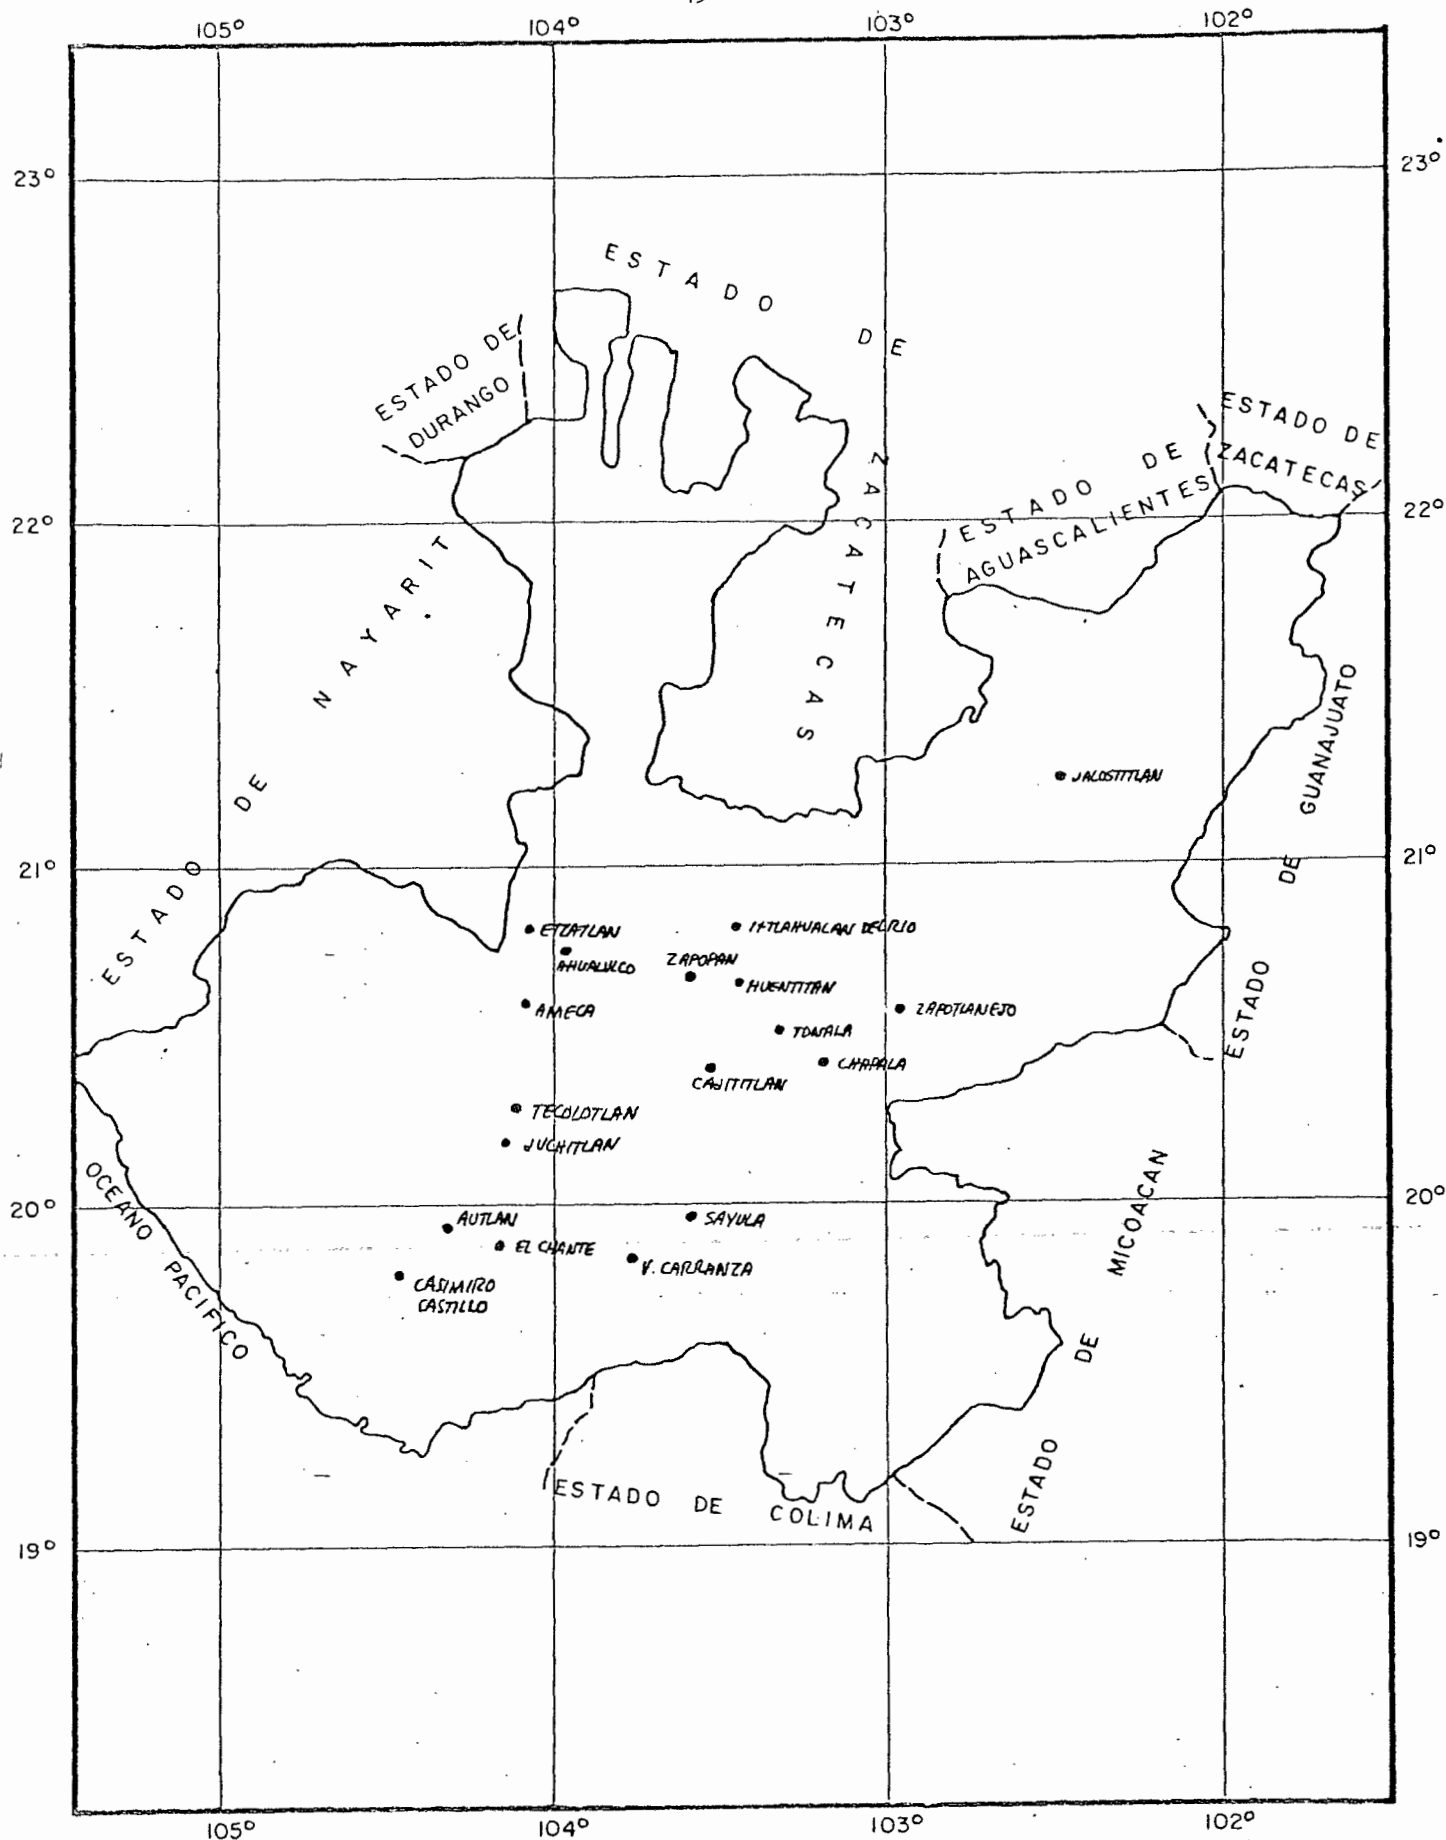 105° 104° 103° 102°
23° 23°
ESTADO DE ZACATECAS
ESTADO DE
DURANGO
ESTADO DE
ZACATECAS
ESTADO DE
AGUASCALIENTES
22° 22°
ESTADO DE NAYARIT
ESTADO DE GUANAJUATO
JALOSTITLAN
21° 21°
ETZATLAN
IXTLAHUALAN DEL RIO
AHUALULCO
ZAPOPAN
HUENTITAN
AMECA
ZAPOTLANEJO
TONALA
CHAPALA
CAJITITLAN
TECOLOTLAN
JUCHITLAN
20° 20°
OCEANO PACIFICO
AUTLAN
SAYULA
EL CHANTE
V. CARRANZA
CASIMIRO
CASTILLO
ESTADO DE MICOACAN
ESTADO DE COLIMA
19° 19°
105° 104° 103° 102°